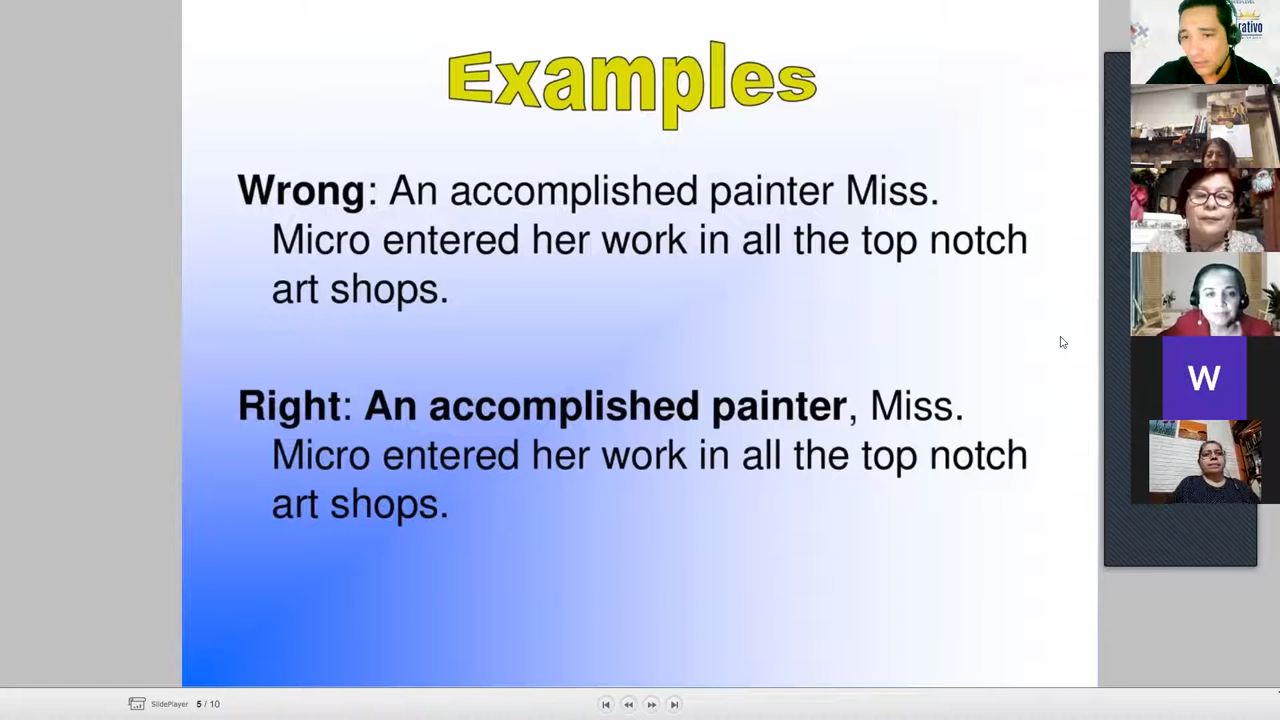 Examples
Wrong: An accomplished painter Miss.
Micro entered her work in all the top notch
art shops.
Right: An accomplished painter, Miss.
Micro entered her work in all the top notch
art shops.
W
SlidePlayer 5 / 10